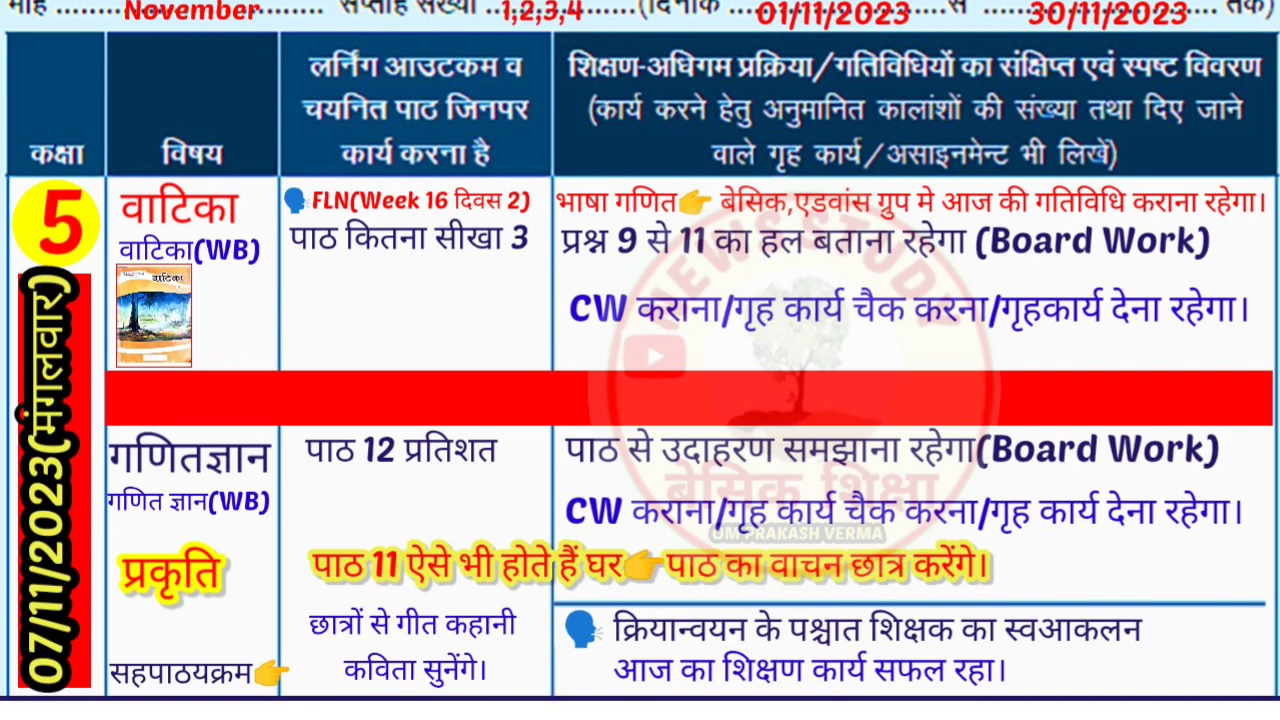 माह .................................. सप्ताह संख्या ...................(दिनांक ............................से .............................. तक)
November 1,2,3,4 01/11/2023 30/11/2023
कक्षा
विषय
लर्निंग आउटकम व
चयनित पाठ जिनपर
कार्य करना है
शिक्षण-अधिगम प्रक्रिया/गतिविधियों का संक्षिप्त एवं स्पष्ट विवरण
(कार्य करने हेतु अनुमानित कालांशों की संख्या तथा दिए जाने
वाले गृह कार्य/असाइनमेन्ट भी लिखें)
5
07/11/2023(मंगलवार)
वाटिका
वाटिका(WB)
वाटिका
🗣️FLN(Week 16 दिवस 2)
पाठ कितना सीखा 3
भाषा गणित👉 बेसिक,एडवांस ग्रुप मे आज की गतिविधि कराना रहेगा।
प्रश्न 9 से 11 का हल बताना रहेगा (Board Work)
CW कराना/गृह कार्य चैक करना/गृहकार्य देना रहेगा।
NEWS STUDY
गणितज्ञान
गणित ज्ञान(WB)
पाठ 12 प्रतिशत
पाठ से उदाहरण समझाना रहेगा(Board Work)
बेसिक शिक्षा
CW कराना/गृह कार्य चैक करना/गृह कार्य देना रहेगा।
OM PRAKASH VERMA
प्रकृति
पाठ 11 ऐसे भी होते हैं घर👉पाठ का वाचन छात्र करेंगे।
सहपाठयक्रम👉
छात्रों से गीत कहानी
कविता सुनेंगे।
🗣️ क्रियान्वयन के पश्चात शिक्षक का स्वआकलन
आज का शिक्षण कार्य सफल रहा।